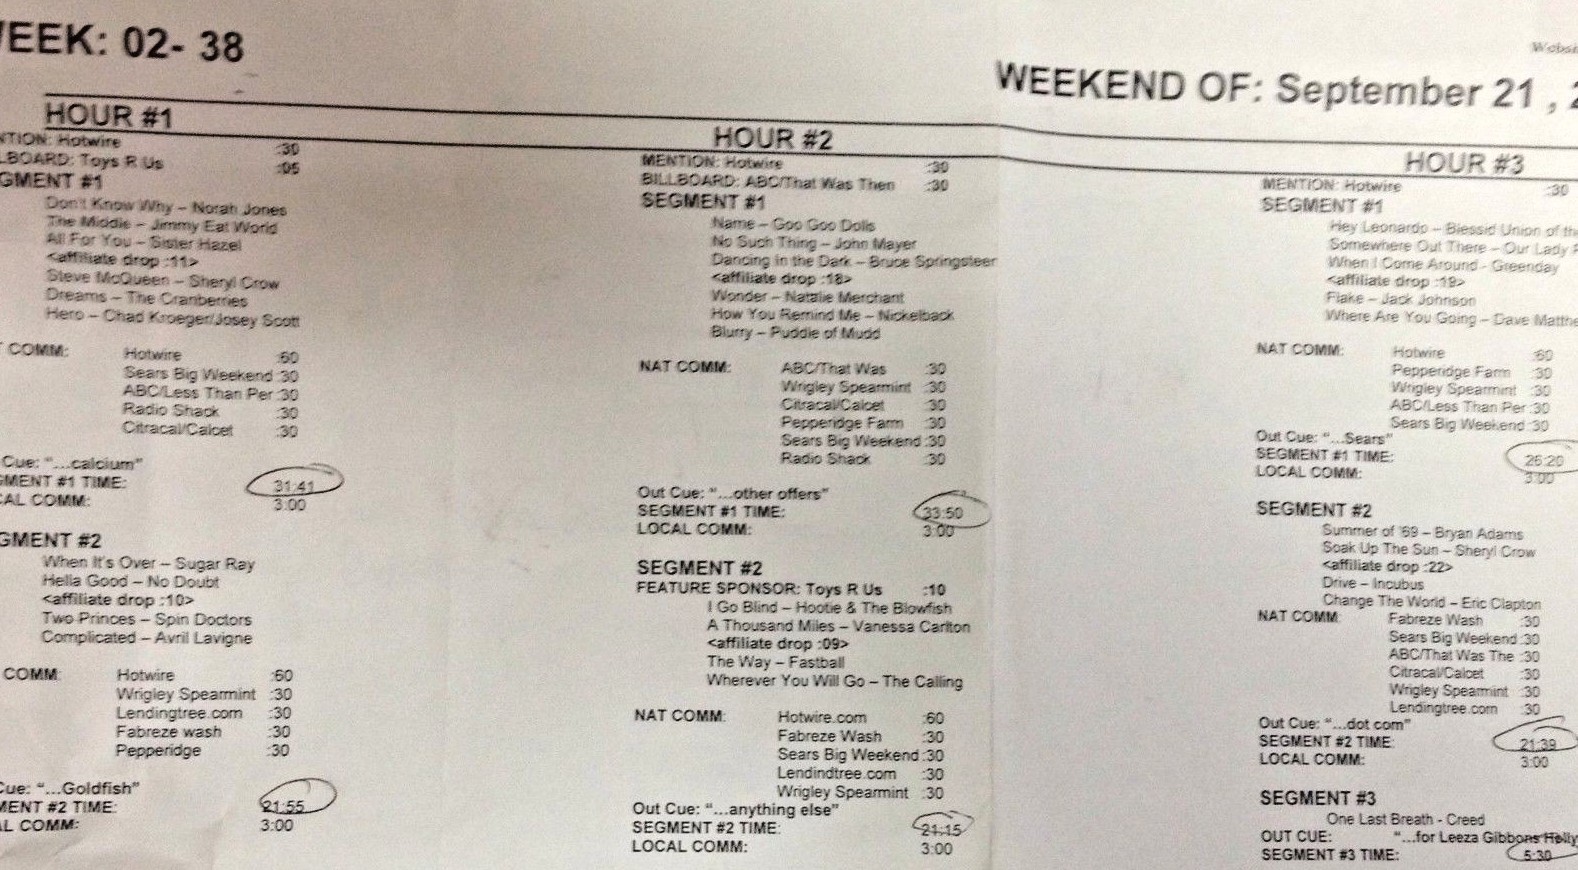 WEEK: 02- 38
Websi
WEEKEND OF: September 21 , 2
HOUR #1
NTION: Hotwire :30
LBOARD: Toys R Us :05
GMENT #1
Don't Know Why – Norah Jones
The Middle – Jimmy Eat World
All For You – Sister Hazel
<affiliate drop :11>
Steve McQueen – Sheryl Crow
Dreams – The Cranberries
Hero – Chad Kroeger/Josey Scott
COMM: Hotwire :60
Sears Big Weekend :30
ABC/Less Than Per :30
Radio Shack :30
Citracal/Calcet :30
Cue: "...calcium"
GMENT #1 TIME: 31:41
CAL COMM: 3:00
GMENT #2
When It's Over – Sugar Ray
Hella Good – No Doubt
<affiliate drop :10>
Two Princes – Spin Doctors
Complicated – Avril Lavigne
COMM: Hotwire :60
Wrigley Spearmint :30
Lendingtree.com :30
Fabreze wash :30
Pepperidge :30
Cue: "...Goldfish"
MENT #2 TIME: 21:55
L COMM: 3:00
HOUR #2
MENTION: Hotwire :30
BILLBOARD: ABC/That Was Then :30
SEGMENT #1
Name – Goo Goo Dolls
No Such Thing – John Mayer
Dancing In the Dark – Bruce Springsteer
<affiliate drop :18>
Wonder – Natalie Merchant
How You Remind Me – Nickelback
Blurry – Puddle of Mudd
NAT COMM: ABC/That Was :30
Wrigley Spearmint :30
Citracal/Calcet :30
Pepperidge Farm :30
Sears Big Weekend :30
Radio Shack :30
Out Cue: "...other offers"
SEGMENT #1 TIME: 33:50
LOCAL COMM: 3:00
SEGMENT #2
FEATURE SPONSOR: Toys R Us :10
I Go Blind – Hootie & The Blowfish
A Thousand Miles – Vanessa Carlton
<affiliate drop :09>
The Way – Fastball
Wherever You Will Go – The Calling
NAT COMM: Hotwire.com :60
Fabreze Wash :30
Sears Big Weekend :30
Lendindtree.com :30
Wrigley Spearmint :30
Out Cue: "...anything else"
SEGMENT #2 TIME: 21:15
LOCAL COMM: 3:00
HOUR #3
MENTION: Hotwire :30
SEGMENT #1
Hey Leonardo – Blessid Union of th
Somewhere Out There – Our Lady P
When I Come Around - Greenday
<affiliate drop :19>
Flake – Jack Johnson
Where Are You Going – Dave Matthe
NAT COMM: Hotwire :60
Pepperidge Farm :30
Wrigley Spearmint :30
ABC/Less Than Per :30
Sears Big Weekend :30
Out Cue: "...Sears"
SEGMENT #1 TIME: 26:20
LOCAL COMM: 3:00
SEGMENT #2
Summer of '69 – Bryan Adams
Soak Up The Sun – Sheryl Crow
<affiliate drop :22>
Drive – Incubus
Change The World – Eric Clapton
NAT COMM: Fabreze Wash :30
Sears Big Weekend :30
ABC/That Was The :30
Citracal/Calcet :30
Wrigley Spearmint :30
Lendingtree.com :30
Out Cue: "...dot com"
SEGMENT #2 TIME: 21:39
LOCAL COMM: 3:00
SEGMENT #3
One Last Breath - Creed
OUT CUE: "...for Leeza Gibbons Holly
SEGMENT #3 TIME: 5:30